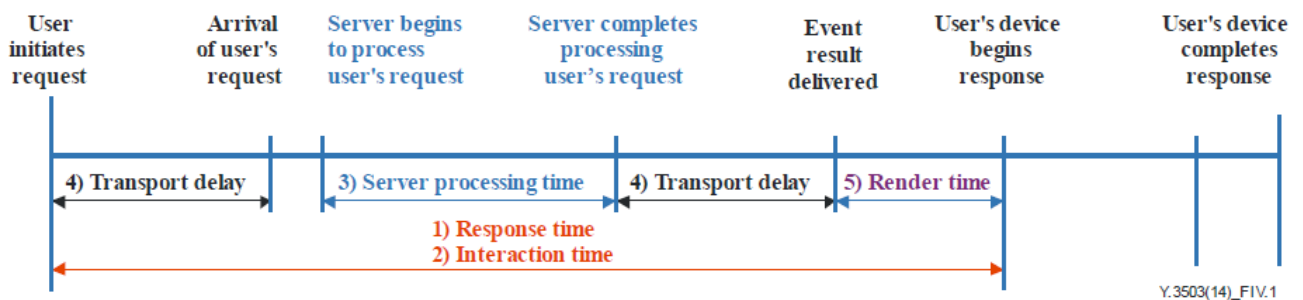 User
initiates
request
Arrival
of user's
request
Server begins
to process
user's request
Server completes
processing
user’s request
Event
result
delivered
User's device
begins
response
User's device
completes
response
4) Transport delay
3) Server processing time
4) Transport delay
5) Render time
1) Response time
2) Interaction time
Y.3503(14)_FIV.1